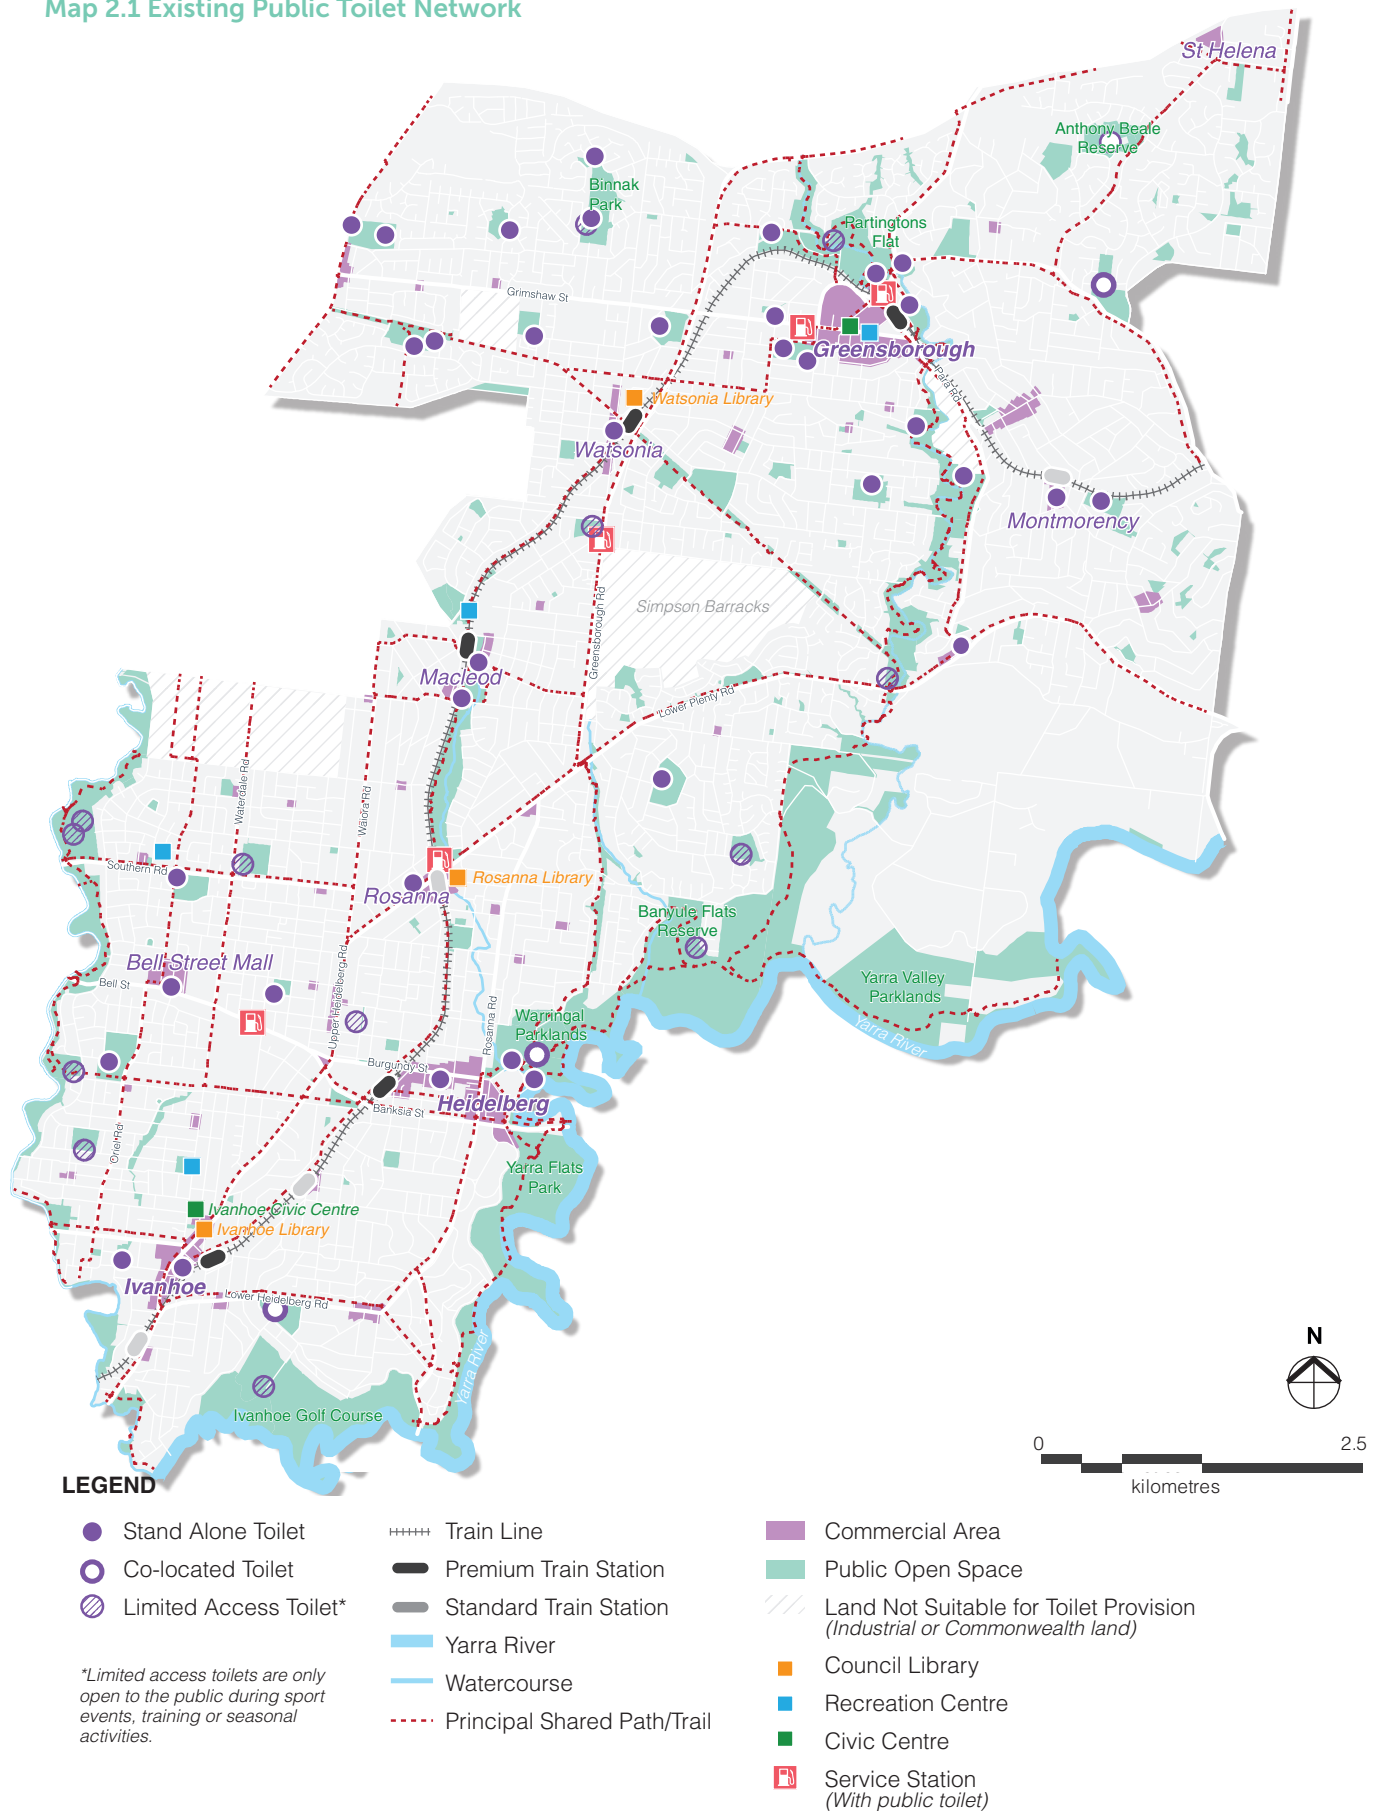 Map 2.1 Existing Public Toilet Network
St Helena
Anthony Beale
Reserve
Binnak
Park
Partingtons
Flat
Grimshaw St
Greensborough
Para Rd
Watsonia Library
Watsonia
Montmorency
Simpson Barracks
Greensborough Rd
Macleod
Lower Plenty Rd
Waterdale Rd
Waiora Rd
Southern Rd
Rosanna Library
Rosanna
Banyule Flats
Reserve
Bell Street Mall
Bell St
Upper Heidelberg Rd
Rosanna Rd
Yarra Valley
Parklands
Yarra River
Warringal
Parklands
Burgundy St
Heidelberg
Banksia St
Oriel Rd
Yarra Flats
Park
Ivanhoe Civic Centre
Ivanhoe Library
Ivanhoe
Lower Heidelberg Rd
Yarra River
Ivanhoe Golf Course
N
0 2.5
kilometres
LEGEND
Stand Alone Toilet
Co-located Toilet
Limited Access Toilet*
*Limited access toilets are only
open to the public during sport
events, training or seasonal
activities.
Train Line
Premium Train Station
Standard Train Station
Yarra River
Watercourse
Principal Shared Path/Trail
Commercial Area
Public Open Space
Land Not Suitable for Toilet Provision
(Industrial or Commonwealth land)
Council Library
Recreation Centre
Civic Centre
Service Station
(With public toilet)